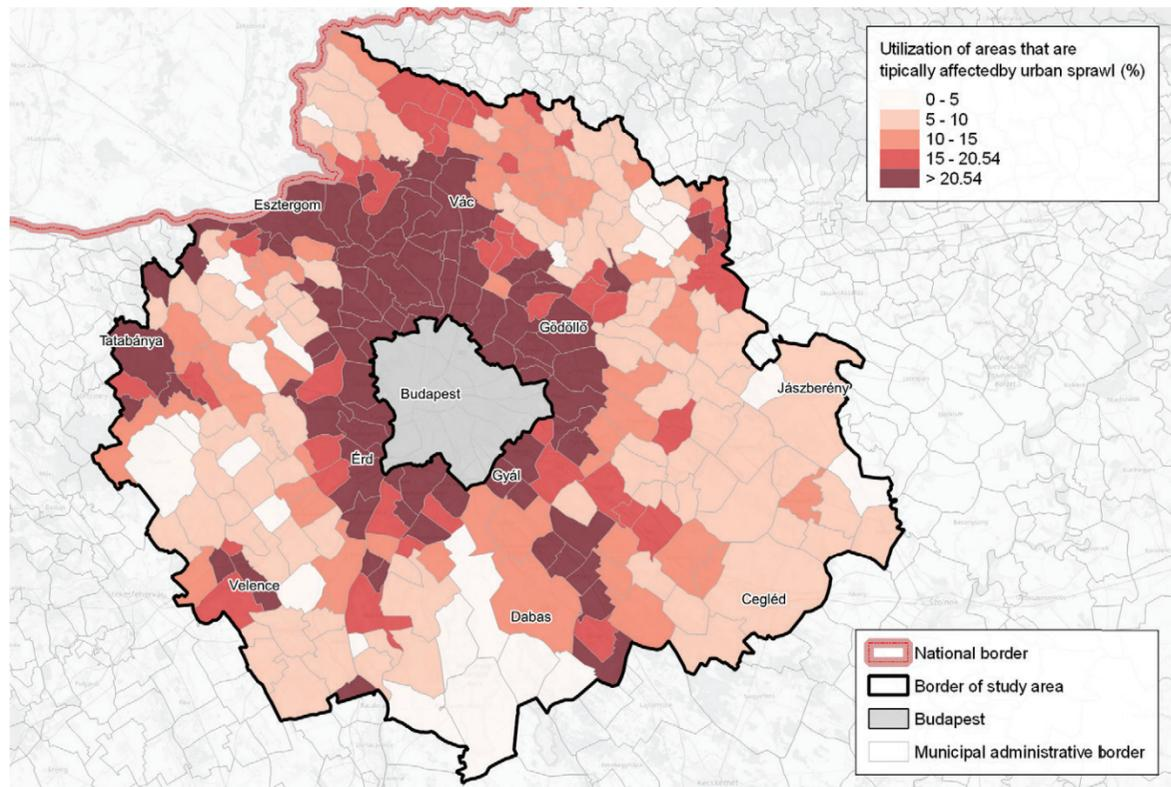 Utilization of areas that are
tipically affectedby urban sprawl (%)
0 - 5
5 - 10
10 - 15
15 - 20.54
> 20.54
Esztergom
Vác
Gödöllő
Tatabánya
Budapest
Jászberény
Érd
Gyál
Velence
Cegléd
Dabas
National border
Border of study area
Budapest
Municipal administrative border